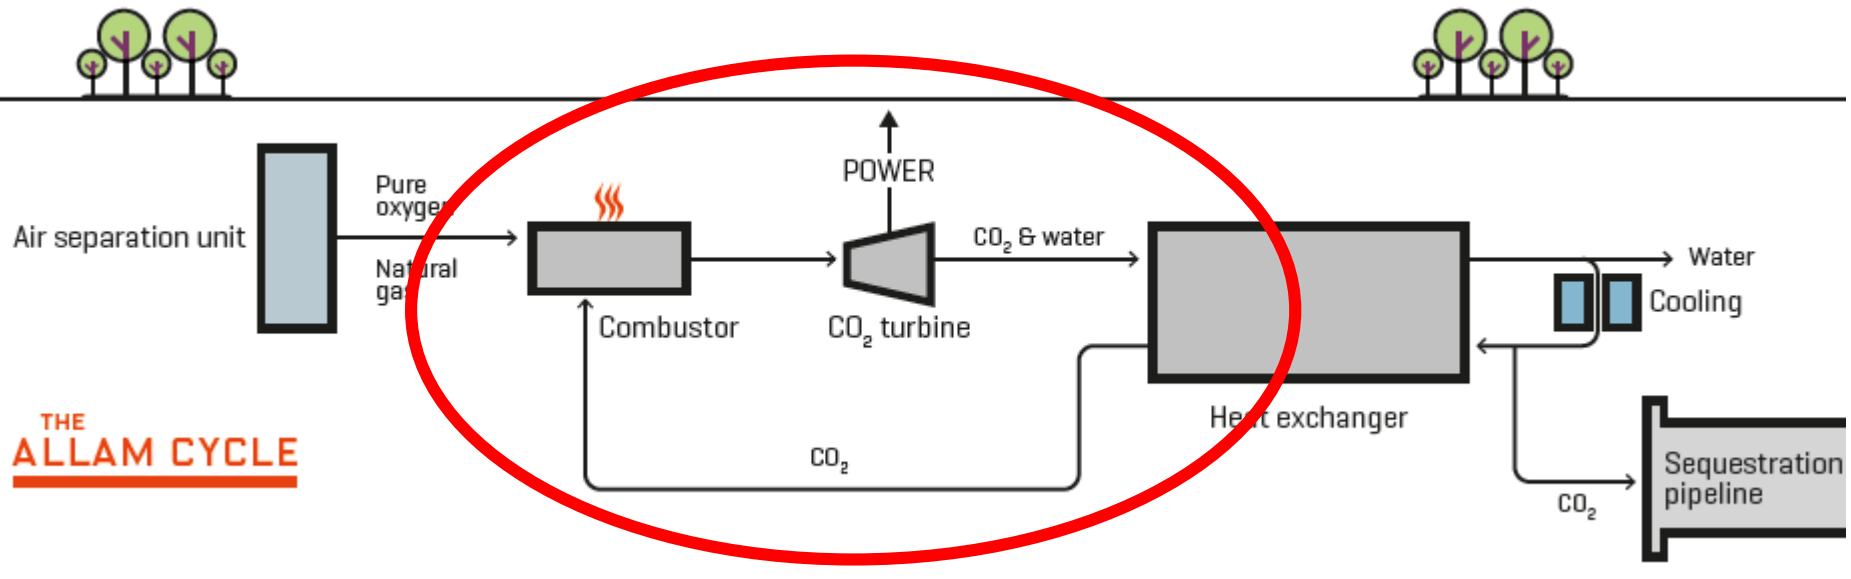 POWER
Pure
oxygen
Air separation unit
CO₂ & water
Water
Natural
gas
Cooling
Combustor
CO₂ turbine
Heat exchanger
THE
ALLAM CYCLE
CO₂
Sequestration
pipeline
CO₂